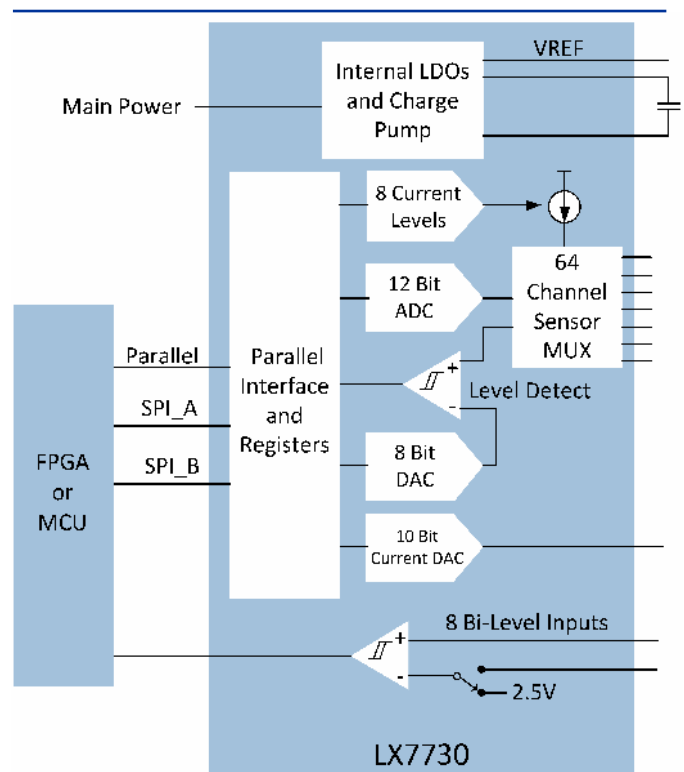 VREF
Internal LDOs
and Charge
Pump
Main Power
8 Current
Levels
64
Channel
Sensor
MUX
12 Bit
ADC
Parallel
SPI_A
SPI_B
Parallel
Interface
and
Registers
+
-
Level Detect
FPGA
or
MCU
8 Bit
DAC
10 Bit
Current DAC
8 Bi-Level Inputs
+
-
2.5V
LX7730